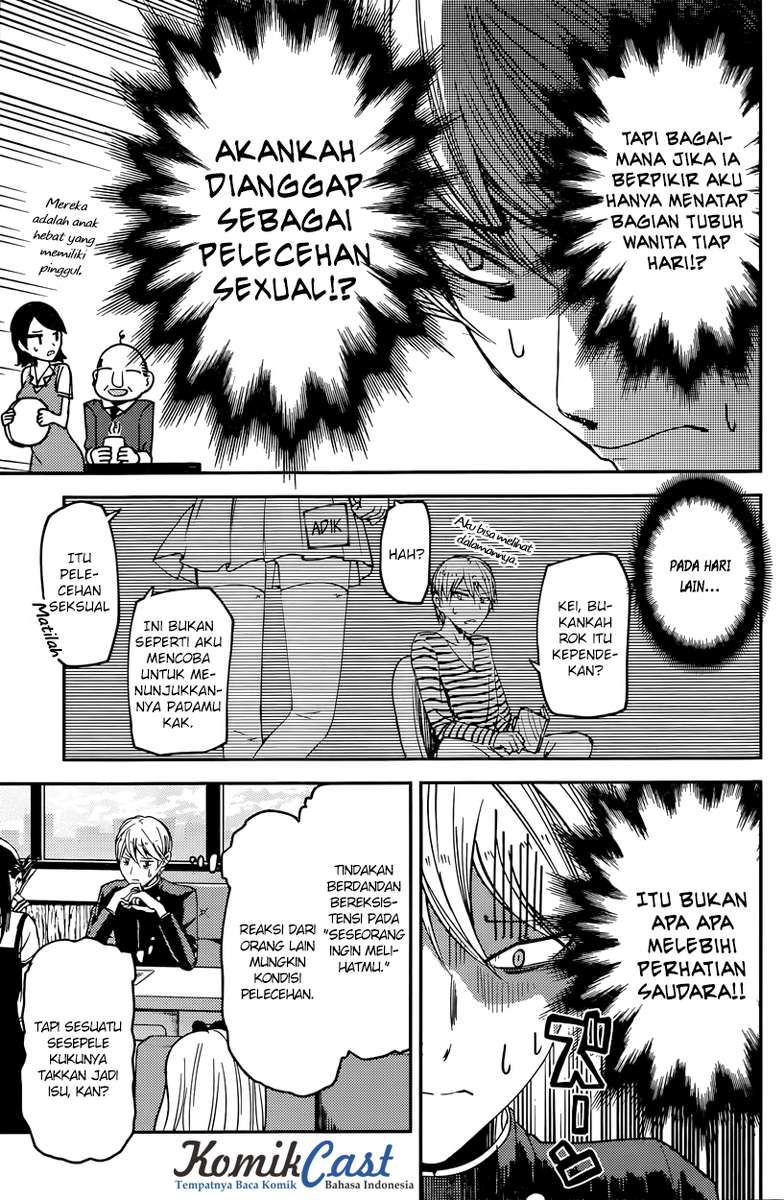 TAPI BAGAI-
MANA JIKA IA
BERPIKIR AKU
HANYA MENATAP
BAGIAN TUBUH
WANITA TIAP
HARI!?
AKANKAH
DIANGGAP
SEBAGAI
PELECEHAN
SEXUAL!?
Mereka
adalah anak
hebat yang
memiliki
pinggul.
PADA HARI
LAIN...
KEI, BU-
KANKAH
ROK ITU
KEPENDE-
KAN?
Aku bisa melihat
dalamannya.
HAH?
ADIK
INI BUKAN
SEPERTI AKU
MENCOBA
UNTUK ME-
NUNJUKKAN-
NYA PADAMU
KAK.
ITU
PELE-
CEHAN
SEKSUAL
Matilah
ITU BUKAN
APA APA
MELEBIHI
PERHATIAN
SAUDARA!!
ズーン
TINDAKAN
BERDANDAN
BEREKSIS-
TENSI PADA
"SESEORANG
INGIN MELI-
HATMU."
REAKSI DARI
ORANG LAIN
MUNGKIN
KONDISI
PELECEHAN.
TAPI SESUATU
SESEPELE
KUKUNYA
TAKKAN JADI
ISU, KAN?
KomikCast
Tempatnya Baca Komik Bahasa Indonesia